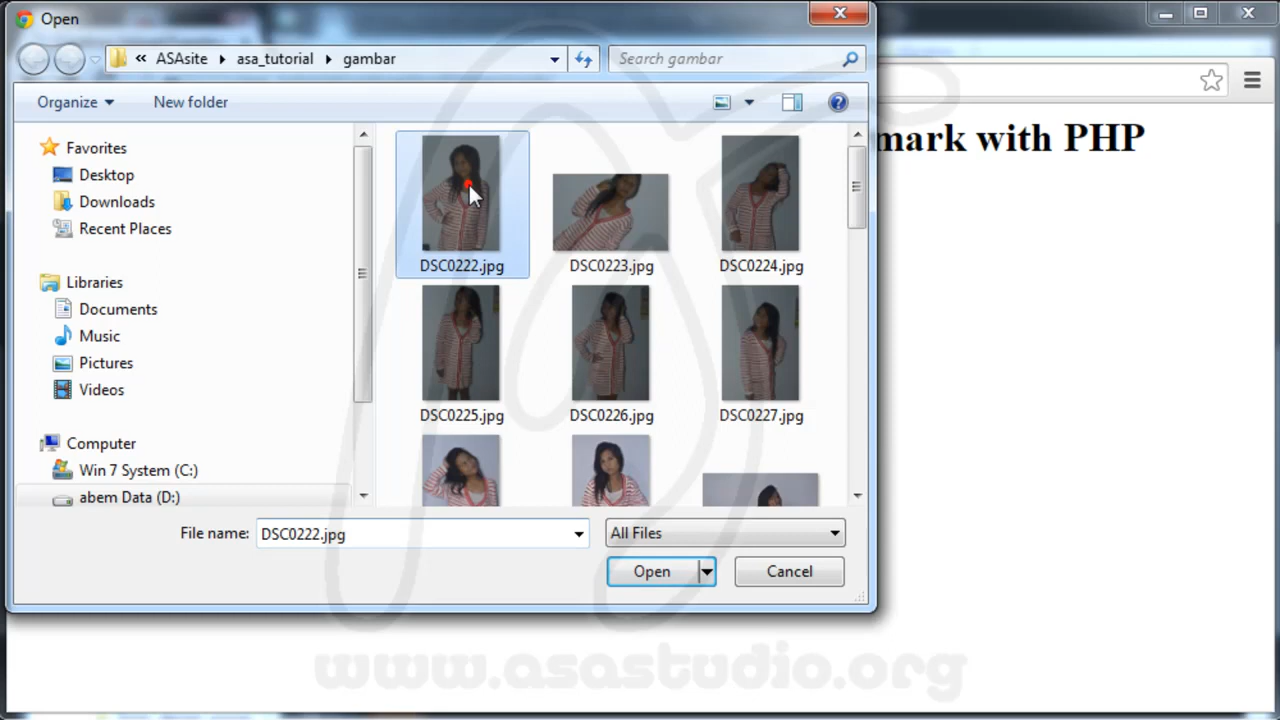 Open
« ASAsite ▸ asa_tutorial ▸ gambar
Search gambar
Organize
New folder
mark with PHP
Favorites
Desktop
Downloads
Recent Places
Libraries
Documents
Music
Pictures
Videos
Computer
Win 7 System (C:)
abem Data (D:)
DSC0222.jpg
DSC0223.jpg
DSC0224.jpg
DSC0225.jpg
DSC0226.jpg
DSC0227.jpg
File name: DSC0222.jpg
All Files
Open
Cancel
www.asastudio.org